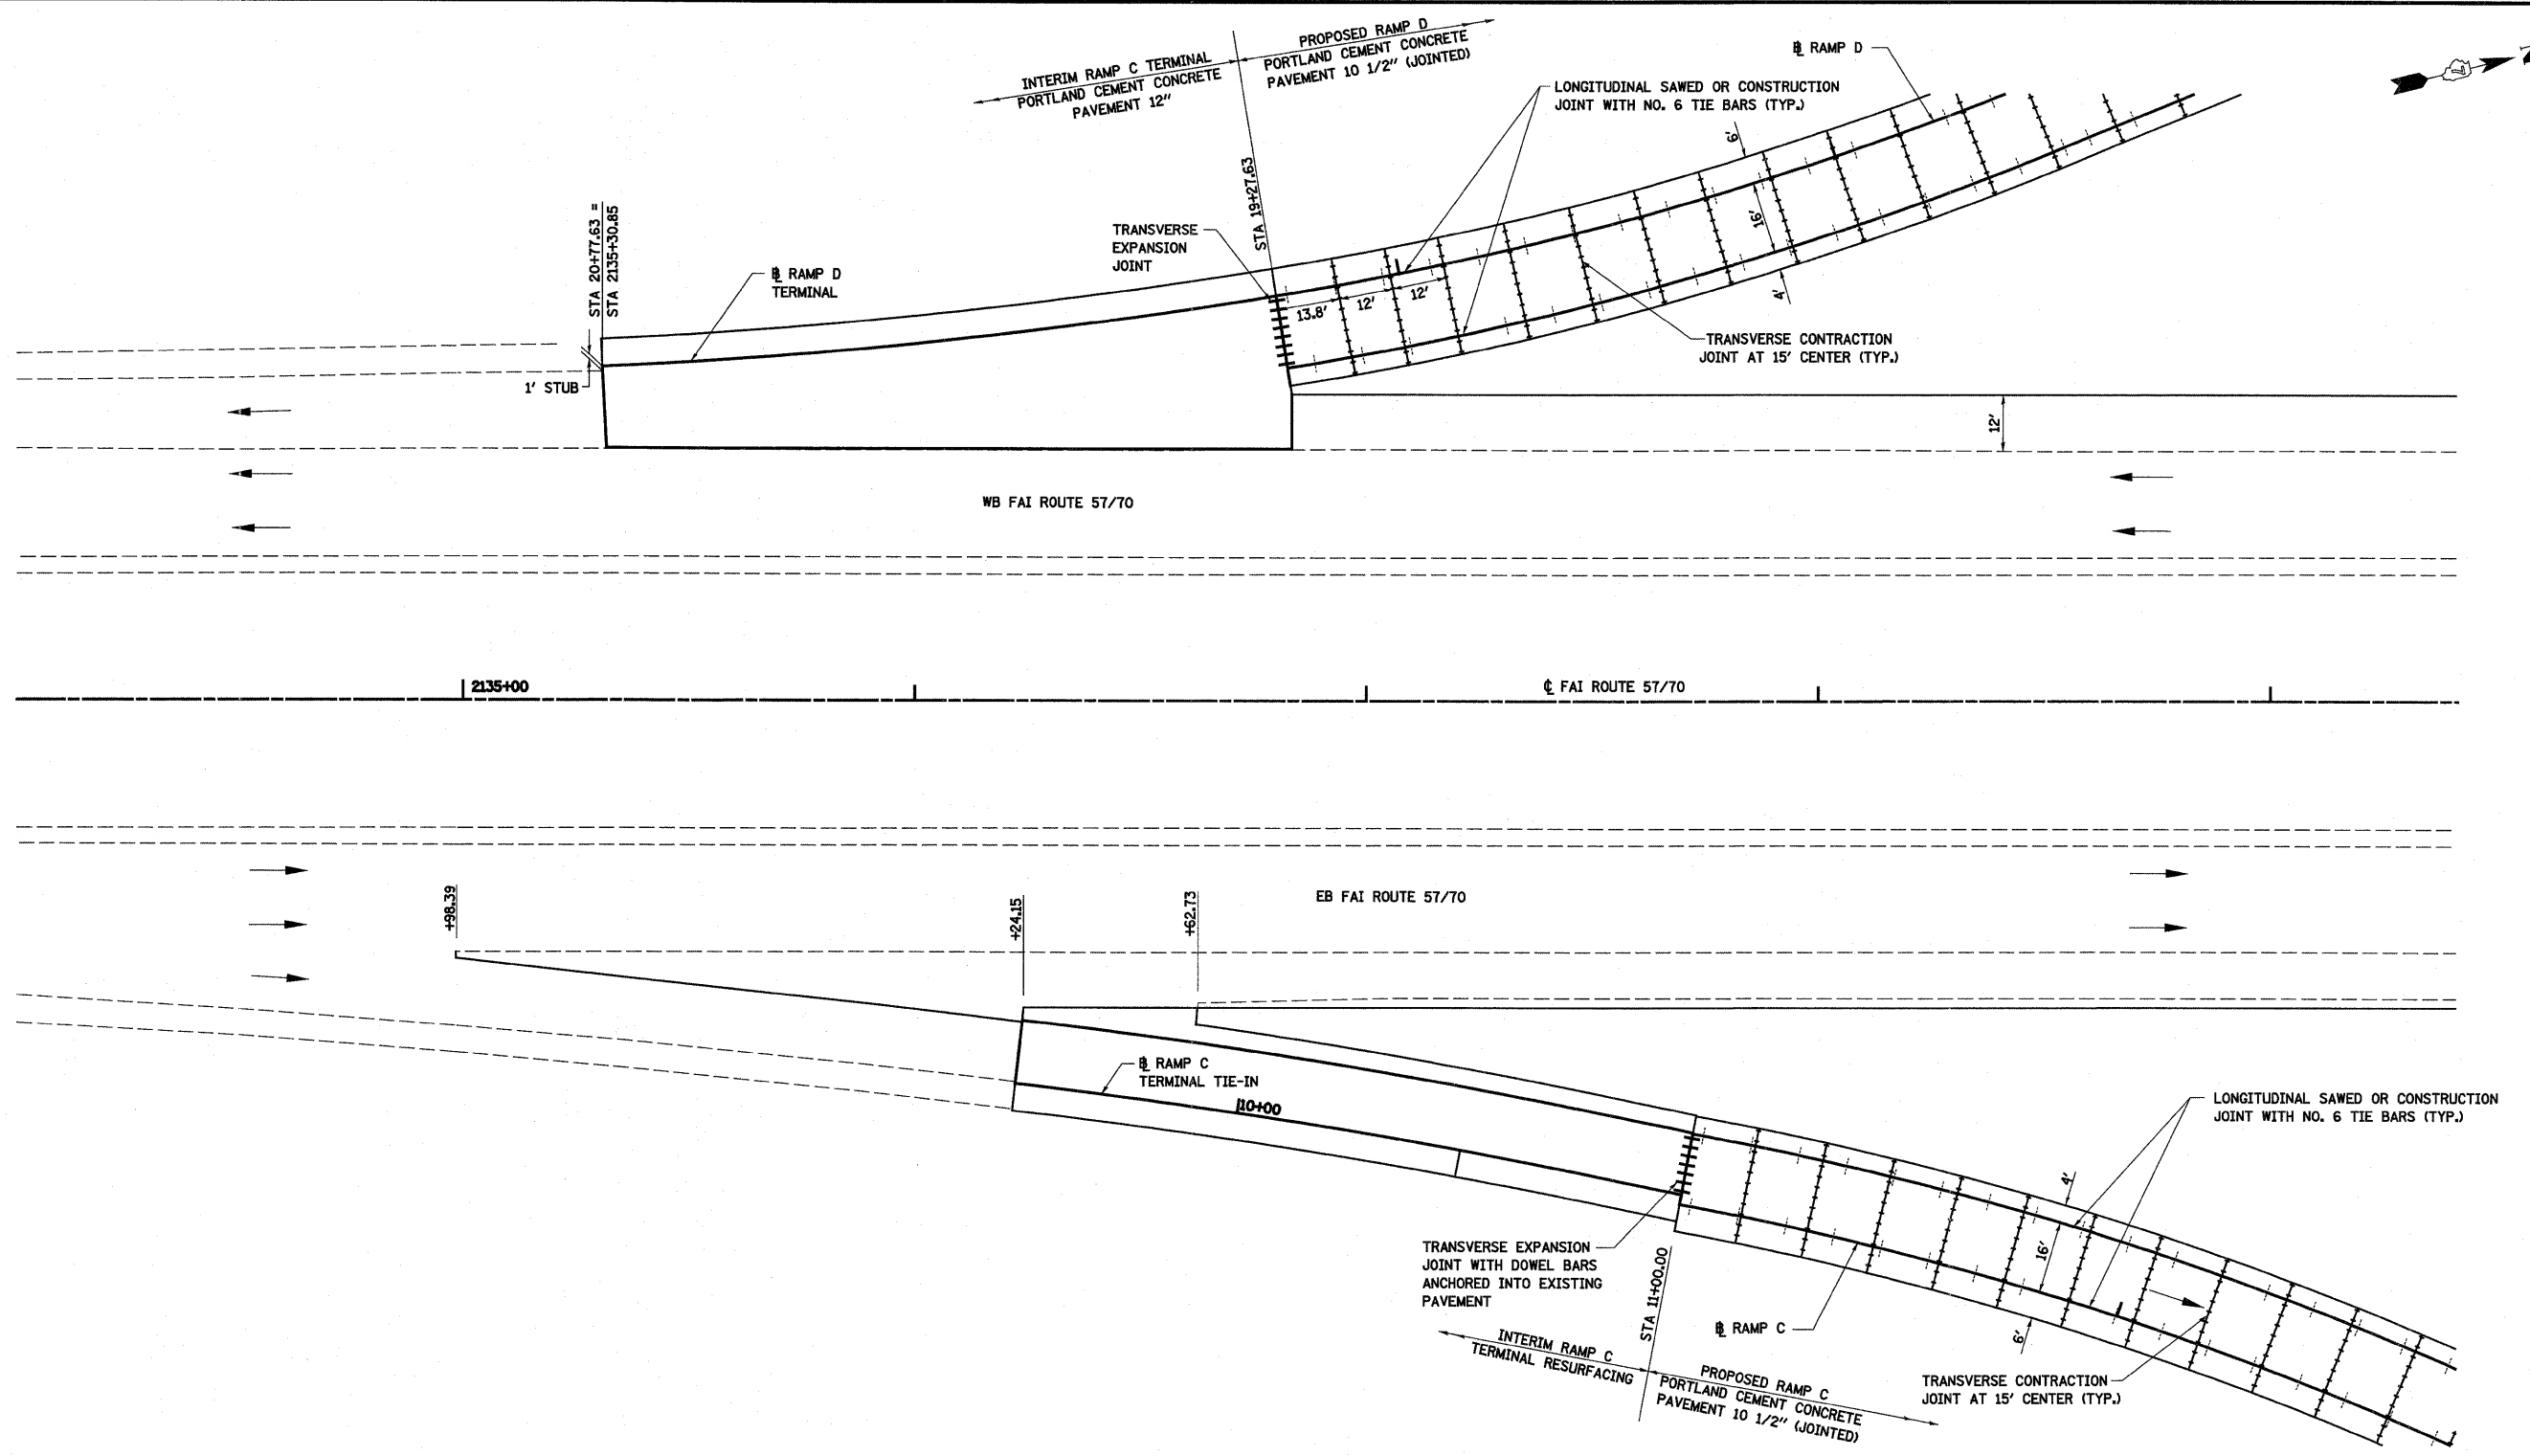 INTERIM RAMP C TERMINAL
PORTLAND CEMENT CONCRETE
PAVEMENT 12"
PROPOSED RAMP D
PORTLAND CEMENT CONCRETE
PAVEMENT 10 1/2" (JOINTED)
℄ RAMP D
LONGITUDINAL SAWED OR CONSTRUCTION
JOINT WITH NO. 6 TIE BARS (TYP.)
6'
STA 19+27.63
16'
TRANSVERSE
EXPANSION
JOINT
STA 20+77.63 =
STA 2135+30.85
℄ RAMP D
TERMINAL
13.8'
12'
12'
4'
TRANSVERSE CONTRACTION
JOINT AT 15' CENTER (TYP.)
1' STUB
12'
WB FAI ROUTE 57/70
2135+00
℄ FAI ROUTE 57/70
+98.39
+24.15
+62.73
EB FAI ROUTE 57/70
℄ RAMP C
TERMINAL TIE-IN
10+00
LONGITUDINAL SAWED OR CONSTRUCTION
JOINT WITH NO. 6 TIE BARS (TYP.)
4'
16'
TRANSVERSE EXPANSION
JOINT WITH DOWEL BARS
ANCHORED INTO EXISTING
PAVEMENT
STA 11+00.00
℄ RAMP C
6'
INTERIM RAMP C
TERMINAL RESURFACING
PROPOSED RAMP C
PORTLAND CEMENT CONCRETE
PAVEMENT 10 1/2" (JOINTED)
TRANSVERSE CONTRACTION
JOINT AT 15' CENTER (TYP.)